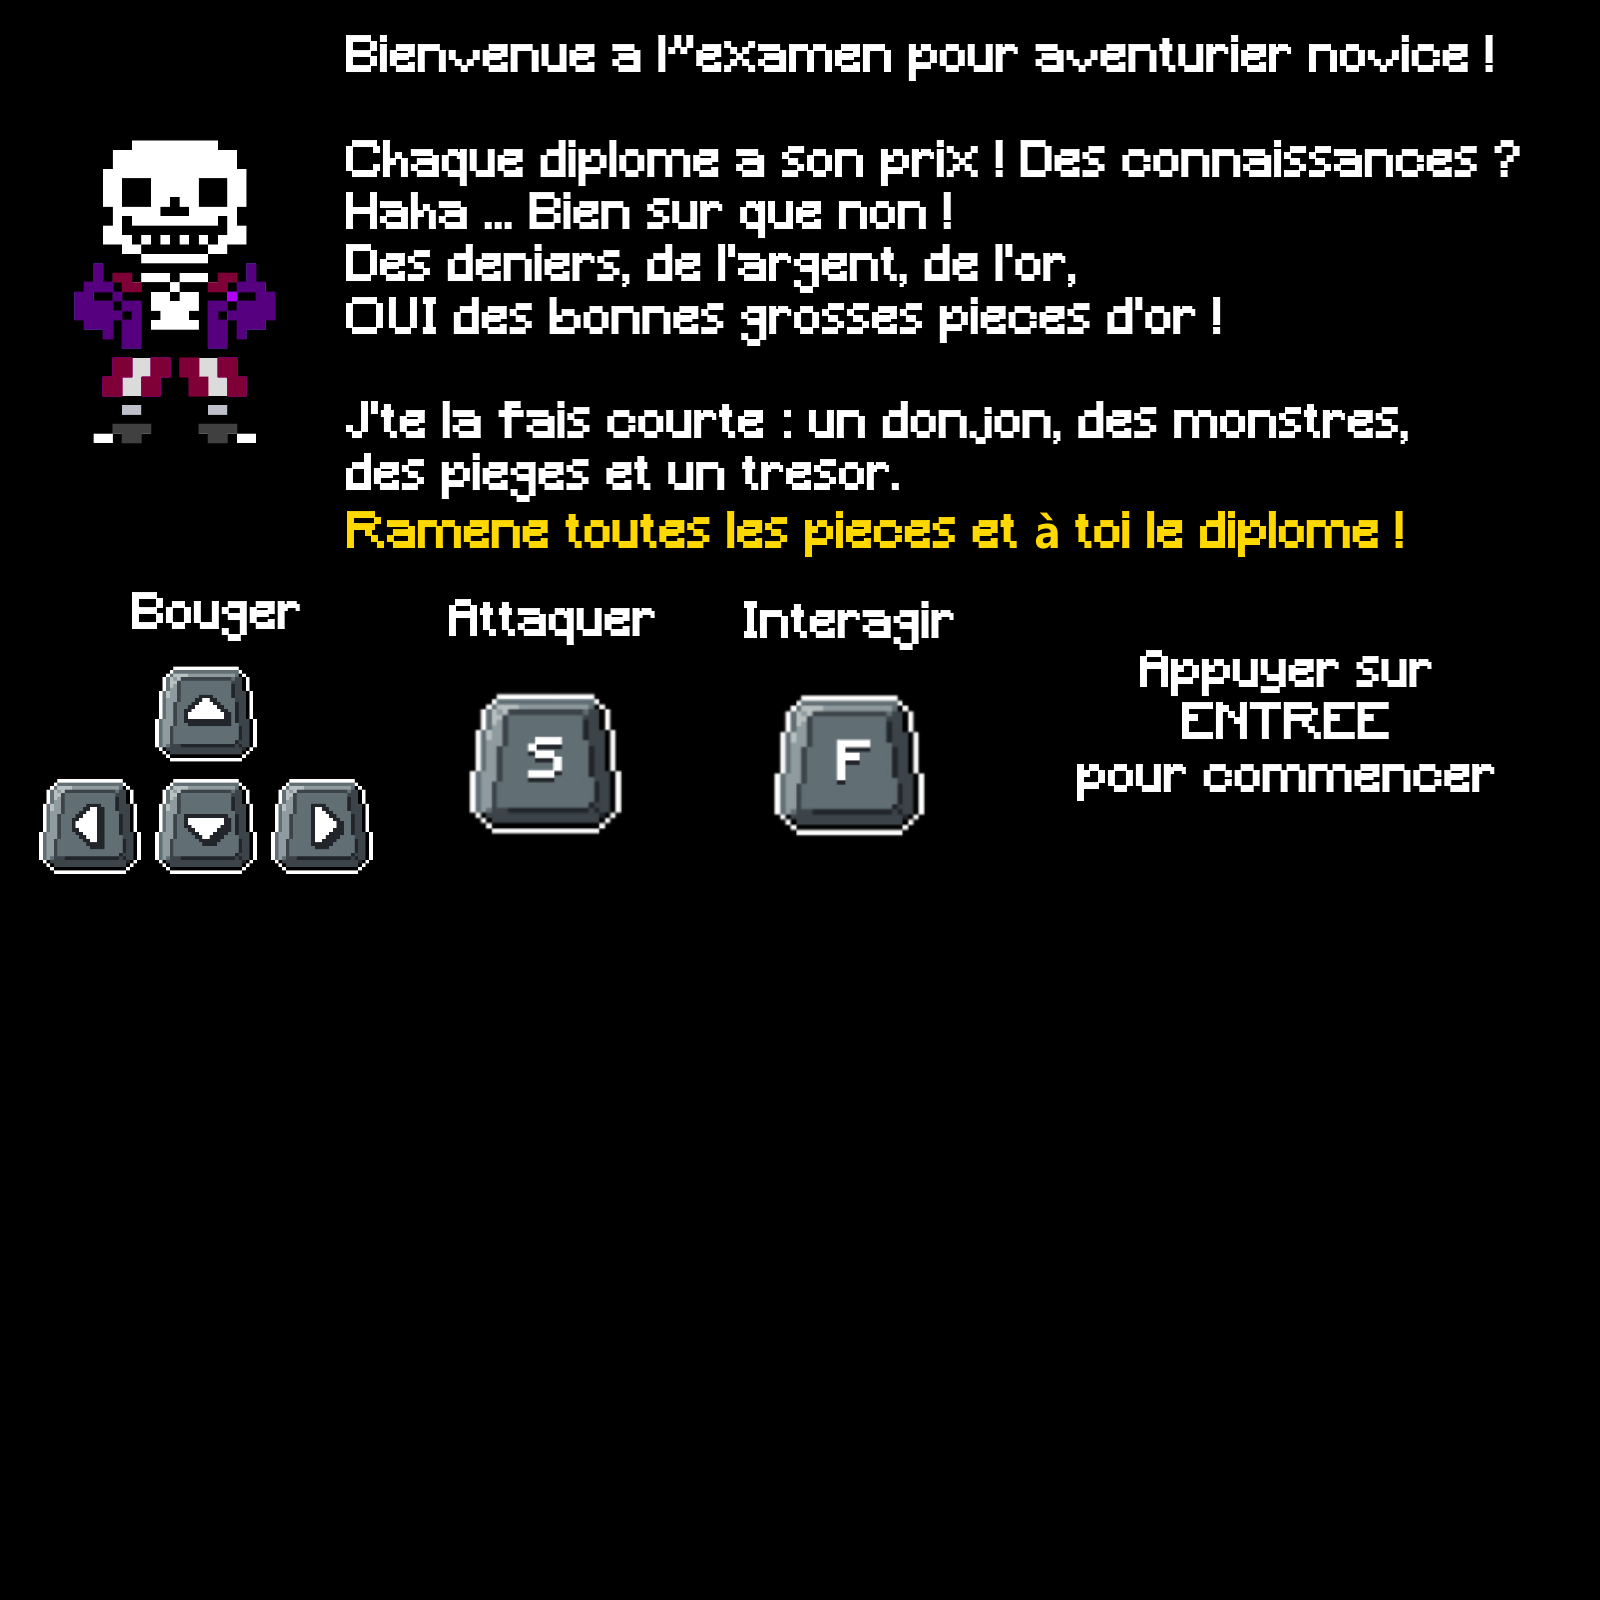 Bienvenue a l"examen pour aventurier novice !
Chaque diplome a son prix ! Des connaissances ?
Haha ... Bien sur que non !
Des deniers, de l'argent, de l'or,
OUI des bonnes grosses pieces d'or !
J'te la fais courte : un donjon, des monstres,
des pieges et un tresor.
Ramene toutes les pieces et à toi le diplome !
Bouger
Attaquer
Interagir
S
F
Appuyer sur
ENTREE
pour commencer